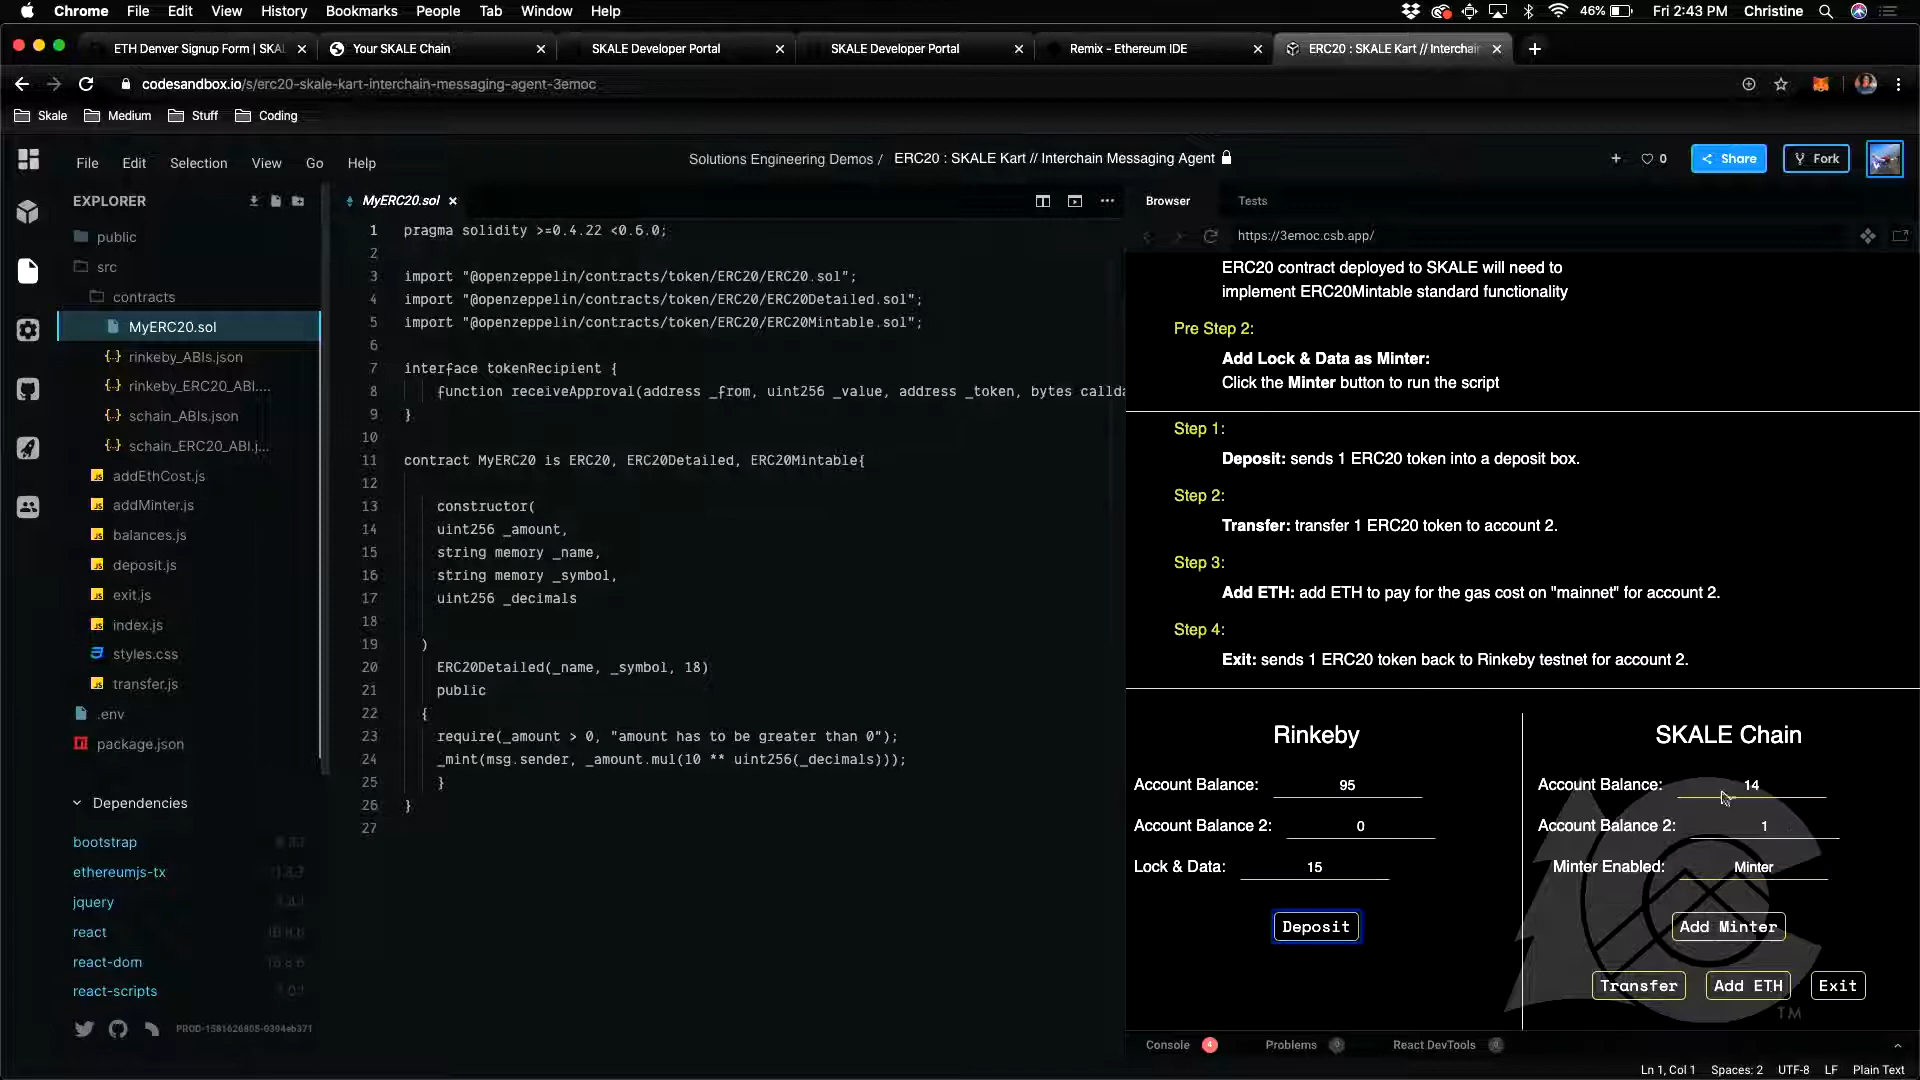 Chrome File Edit View History Bookmarks People Tab Window Help
46% Fri 2:43 PM Christine
ETH Denver Signup Form | SKAL
Your SKALE Chain
SKALE Developer Portal
SKALE Developer Portal
Remix - Ethereum IDE
ERC20 : SKALE Kart // Interchain
codesandbox.io/s/erc20-skale-kart-interchain-messaging-agent-3emoc
Skale Medium Stuff Coding
File Edit Selection View Go Help
Solutions Engineering Demos / ERC20 : SKALE Kart // Interchain Messaging Agent
0
Share
Fork
EXPLORER
public
src
contracts
MyERC20.sol
rinkeby_ABIs.json
rinkeby_ERC20_ABI....
schain_ABIs.json
schain_ERC20_ABI.j...
addEthCost.js
addMinter.js
balances.js
deposit.js
exit.js
index.js
styles.css
transfer.js
.env
package.json
Dependencies
bootstrap
ethereumjs-tx
jquery
react
react-dom
react-scripts
PROD-1581626805-0394eb371
MyERC20.sol
1 pragma solidity >=0.4.22 <0.6.0;
2
3 import "@openzeppelin/contracts/token/ERC20/ERC20.sol";
4 import "@openzeppelin/contracts/token/ERC20/ERC20Detailed.sol";
5 import "@openzeppelin/contracts/token/ERC20/ERC20Mintable.sol";
6
7 interface tokenRecipient {
8 function receiveApproval(address _from, uint256 _value, address _token, bytes callda
9 }
10
11 contract MyERC20 is ERC20, ERC20Detailed, ERC20Mintable{
12
13 constructor(
14 uint256 _amount,
15 string memory _name,
16 string memory _symbol,
17 uint256 _decimals
18
19 )
20 ERC20Detailed(_name, _symbol, 18)
21 public
22 {
23 require(_amount > 0, "amount has to be greater than 0");
24 _mint(msg.sender, _amount.mul(10 ** uint256(_decimals)));
25 }
26 }
27
Browser Tests
https://3emoc.csb.app/
ERC20 contract deployed to SKALE will need to
implement ERC20Mintable standard functionality
Pre Step 2:
Add Lock & Data as Minter:
Click the Minter button to run the script
Step 1:
Deposit: sends 1 ERC20 token into a deposit box.
Step 2:
Transfer: transfer 1 ERC20 token to account 2.
Step 3:
Add ETH: add ETH to pay for the gas cost on "mainnet" for account 2.
Step 4:
Exit: sends 1 ERC20 token back to Rinkeby testnet for account 2.
Rinkeby
Account Balance: 95
Account Balance 2: 0
Lock & Data: 15
Deposit
SKALE Chain
Account Balance: 14
Account Balance 2: 1
Minter Enabled: Minter
Add Minter
Transfer Add ETH Exit
TM
Console 4 Problems 0 React DevTools 0
Ln 1, Col 1 Spaces: 2 UTF-8 LF Plain Text